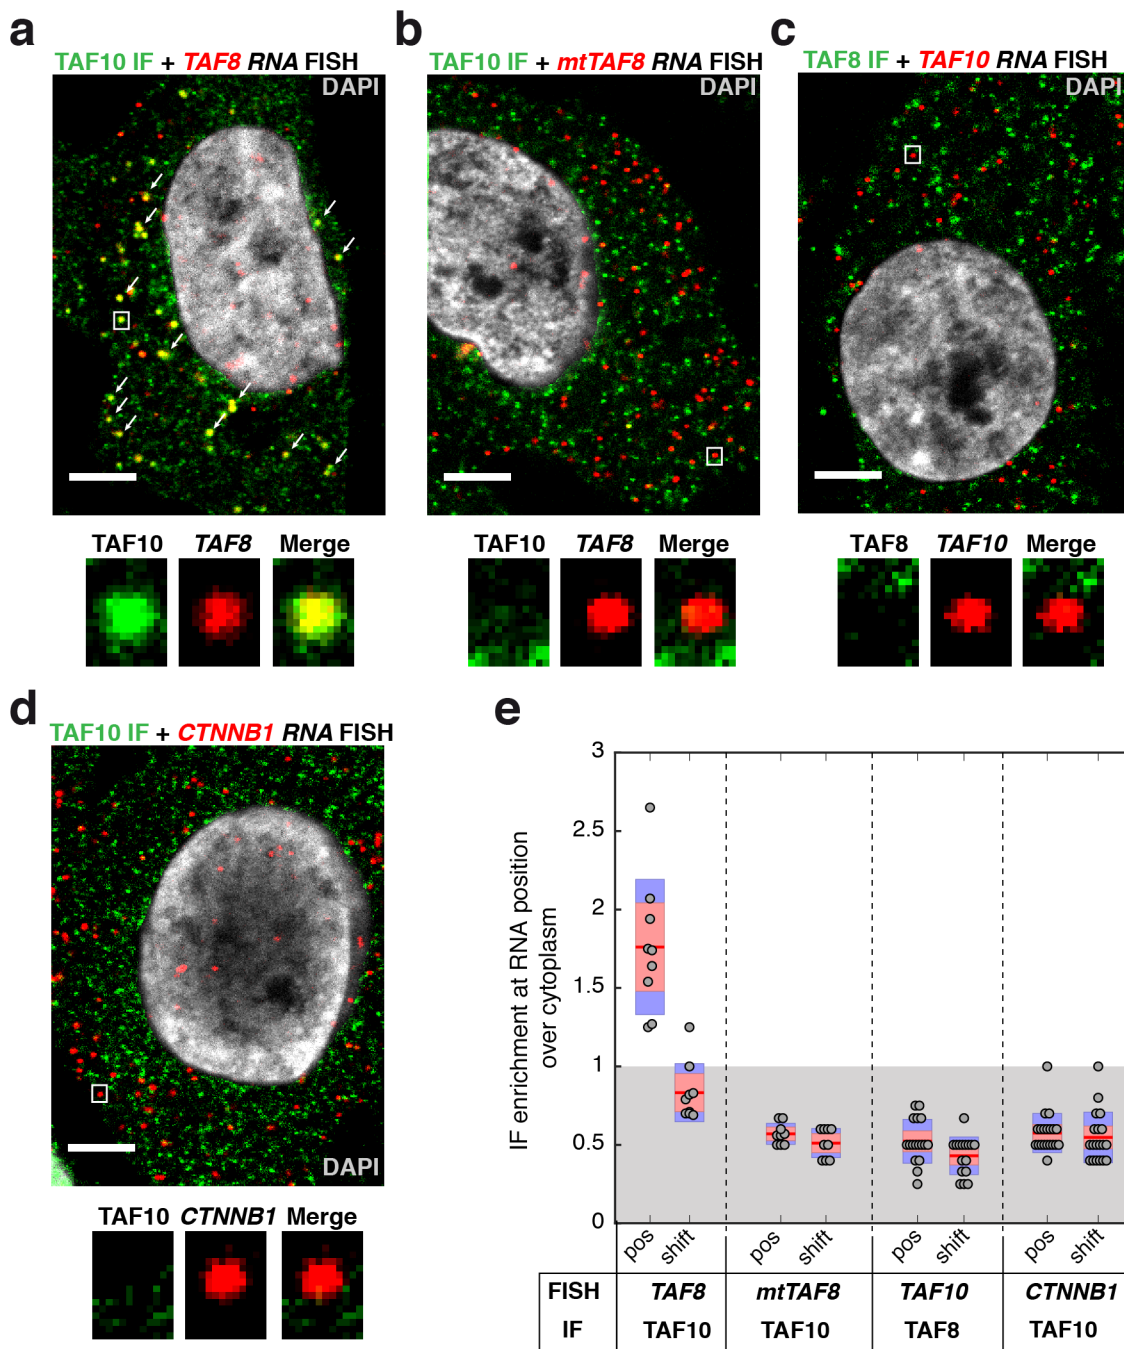 a
TAF10 IF + TAF8 RNA FISH
DAPI
TAF10 TAF8 Merge
b
TAF10 IF + mtTAF8 RNA FISH
DAPI
TAF10 TAF8 Merge
c
TAF8 IF + TAF10 RNA FISH
DAPI
TAF8 TAF10 Merge
d
TAF10 IF + CTNNB1 RNA FISH
DAPI
TAF10 CTNNB1 Merge
e
IF enrichment at RNA position
over cytoplasm
3
2.5
2
1.5
1
0.5
0
pos shift pos shift pos shift pos shift
FISH TAF8 mtTAF8 TAF10 CTNNB1
IF TAF10 TAF10 TAF8 TAF10